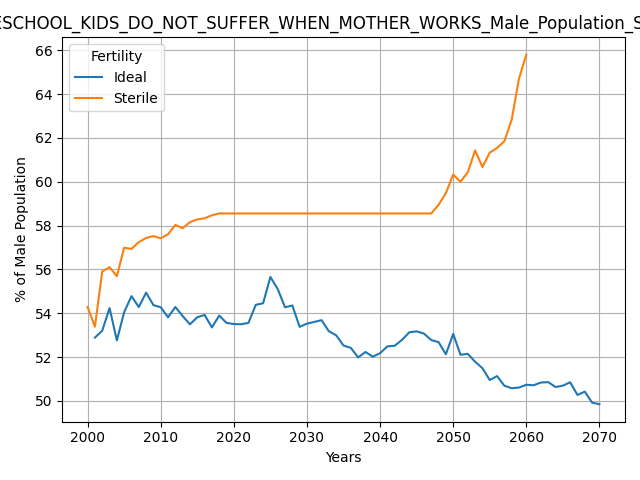 ESCHOOL_KIDS_DO_NOT_SUFFER_WHEN_MOTHER_WORKS_Male_Population_S
Fertility
Ideal
Sterile
% of Male Population
66
64
62
60
58
56
54
52
50
2000 2010 2020 2030 2040 2050 2060 2070
Years